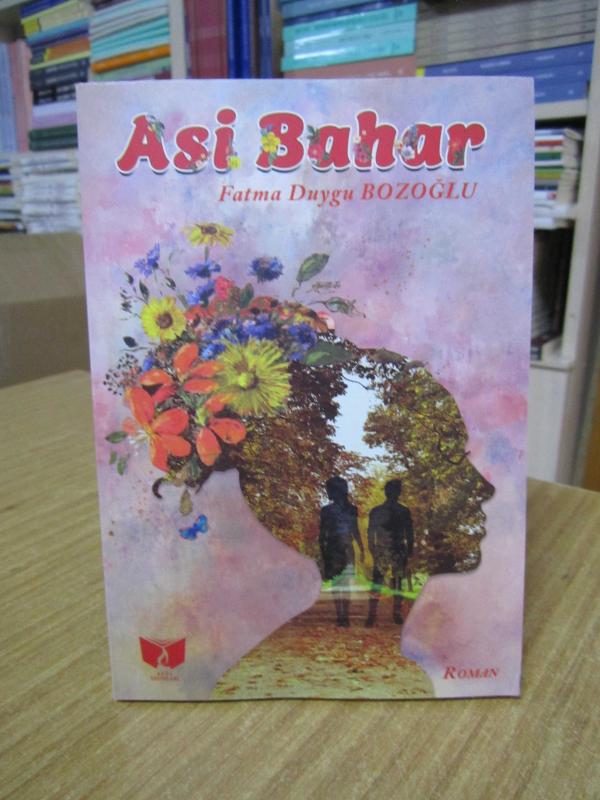 Asi Bahar
Fatma Duygu BOZOĞLU
ROMAN